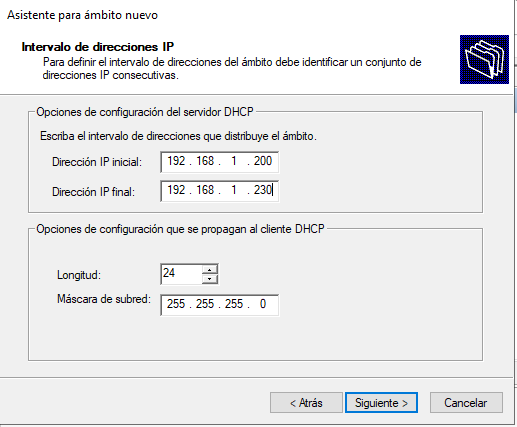 Asistente para ámbito nuevo
Intervalo de direcciones IP
Para definir el intervalo de direcciones del ámbito debe identificar un conjunto de
direcciones IP consecutivas.
Opciones de configuración del servidor DHCP
Escriba el intervalo de direcciones que distribuye el ámbito.
Dirección IP inicial: 192 . 168 . 1 . 200
Dirección IP final: 192 . 168 . 1 . 230
Opciones de configuración que se propagan al cliente DHCP
Longitud: 24
Máscara de subred: 255 . 255 . 255 . 0
< Atrás Siguiente > Cancelar